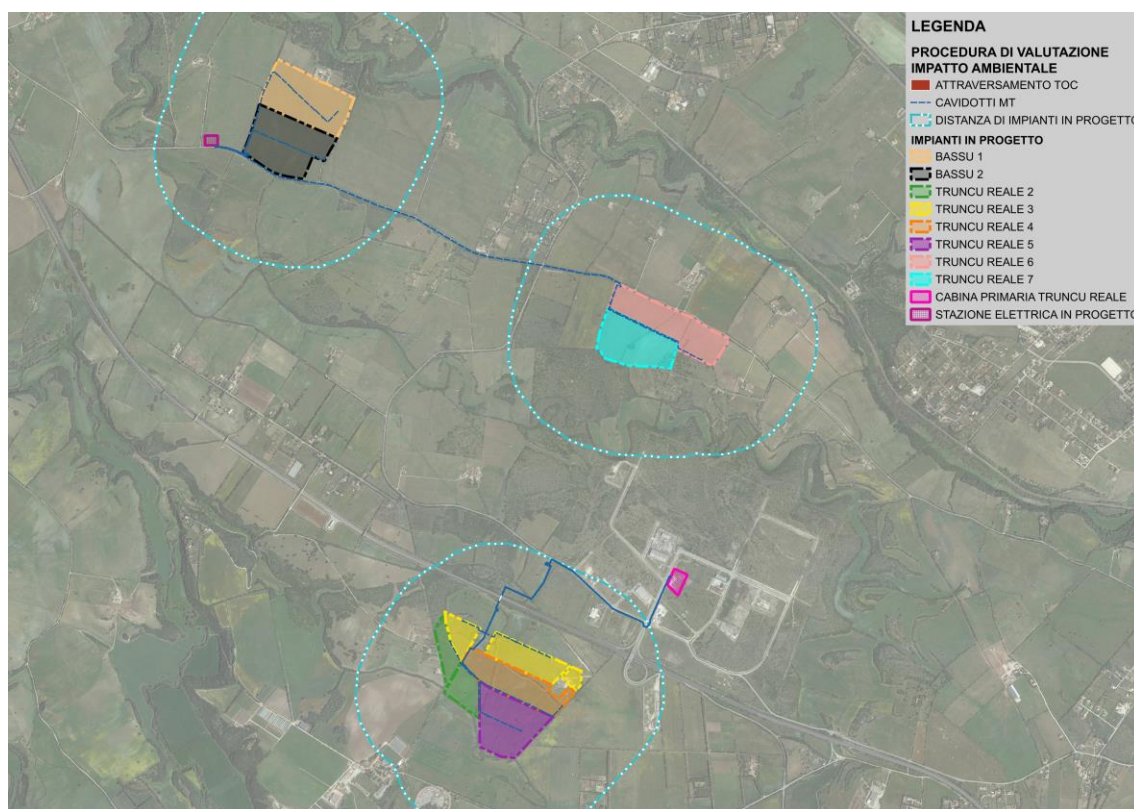 LEGENDA
PROCEDURA DI VALUTAZIONE
IMPATTO AMBIENTALE
ATTRAVERSAMENTO TOC
CAVIDOTTI MT
DISTANZA DI IMPIANTI IN PROGETTO
IMPIANTI IN PROGETTO
BASSU 1
BASSU 2
TRUNCU REALE 2
TRUNCU REALE 3
TRUNCU REALE 4
TRUNCU REALE 5
TRUNCU REALE 6
TRUNCU REALE 7
CABINA PRIMARIA TRUNCU REALE
STAZIONE ELETTRICA IN PROGETTO